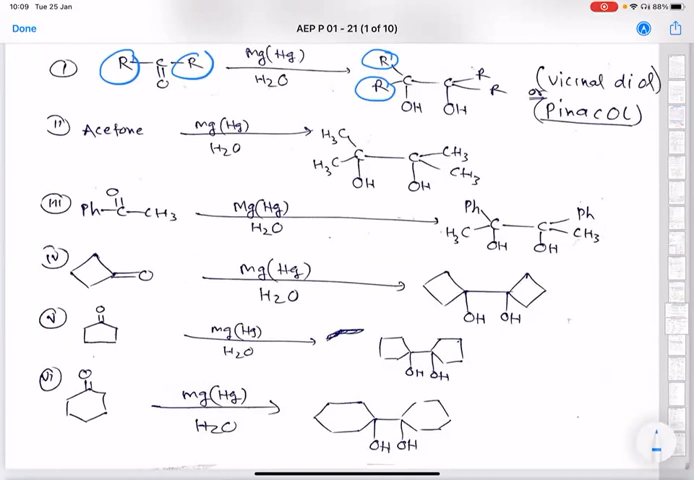 10:09 Tue 25 Jan
88%
Done
AEP P 01 - 21 (1 of 10)
(i) R-C-R Mg(Hg) R R
O H2O R C C R (Vicinal diol)
OH OH or (Pinacol)
(ii) Acetone Mg(Hg) H3C
H2O H3C C C CH3
CH3
OH OH
(iii) O
Ph-C-CH3 Mg(Hg) Ph Ph
H2O H3C C C CH3
OH OH
(iv) O Mg(Hg)
H2O OH OH
(v) O Mg(Hg)
H2O OH OH
(vi) O Mg(Hg)
H2O OH OH